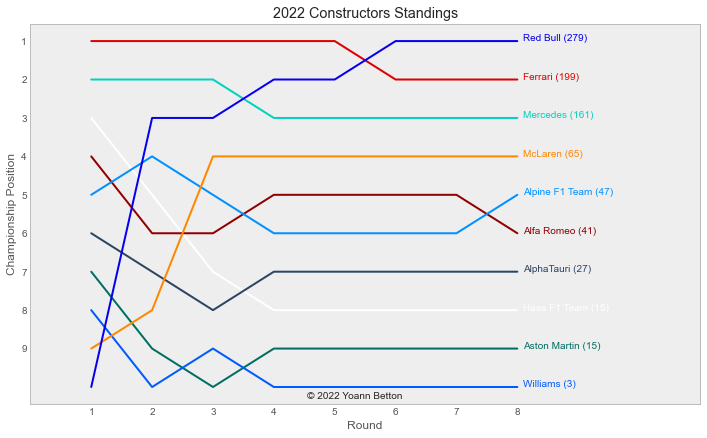 2022 Constructors Standings
Championship Position
1
2
3
4
5
6
7
8
9
Red Bull (279)
Ferrari (199)
Mercedes (161)
McLaren (65)
Alpine F1 Team (47)
Alfa Romeo (41)
AlphaTauri (27)
Haas F1 Team (15)
Aston Martin (15)
Williams (3)
© 2022 Yoann Betton
1 2 3 4 5 6 7 8
Round